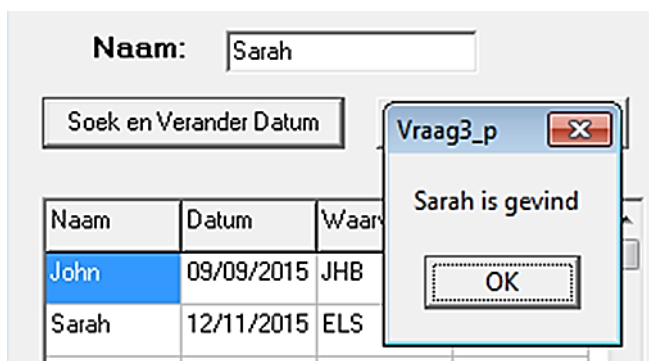 Naam: Sarah
Soek en Verander Datum
Vraag3_p
Sarah is gevind
OK
Naam Datum
John 09/09/2015 JHB
Sarah 12/11/2015 ELS